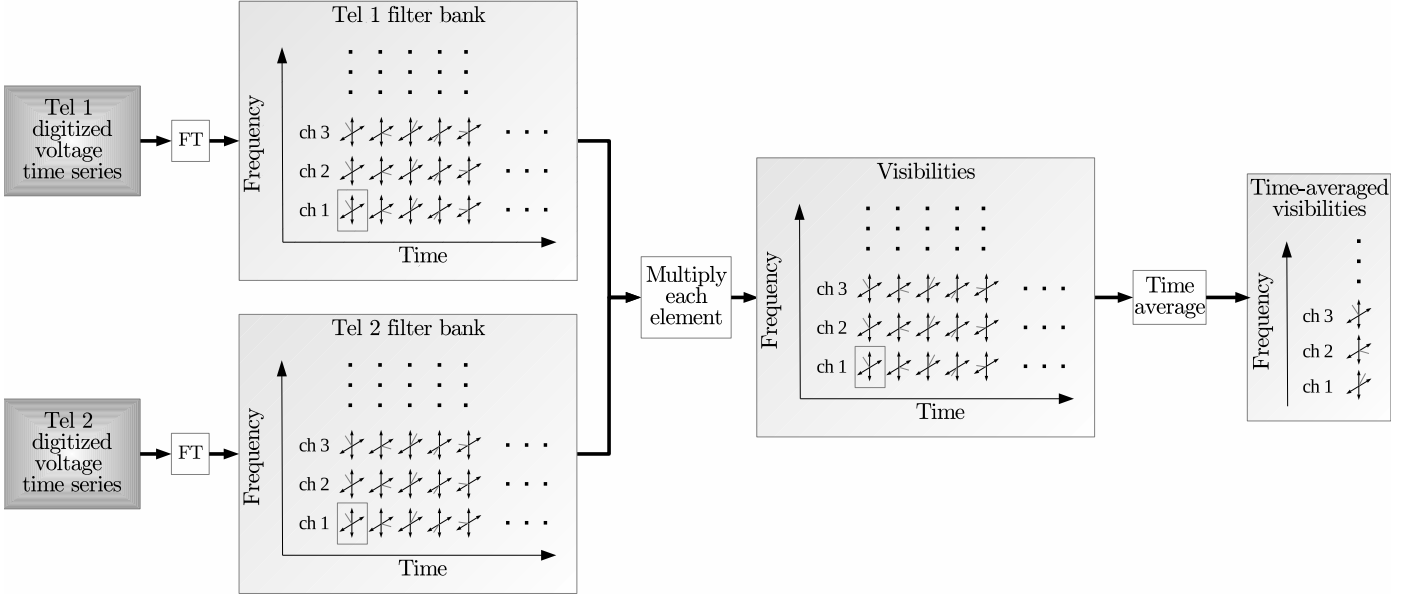 Tel 1
digitized
voltage
time series
FT
Tel 1 filter bank
Frequency
ch 3
ch 2
ch 1
Time
Tel 2
digitized
voltage
time series
FT
Tel 2 filter bank
Frequency
ch 3
ch 2
ch 1
Time
Multiply
each
element
Visibilities
Frequency
ch 3
ch 2
ch 1
Time
Time
average
Time-averaged
visibilities
Frequency
ch 3
ch 2
ch 1